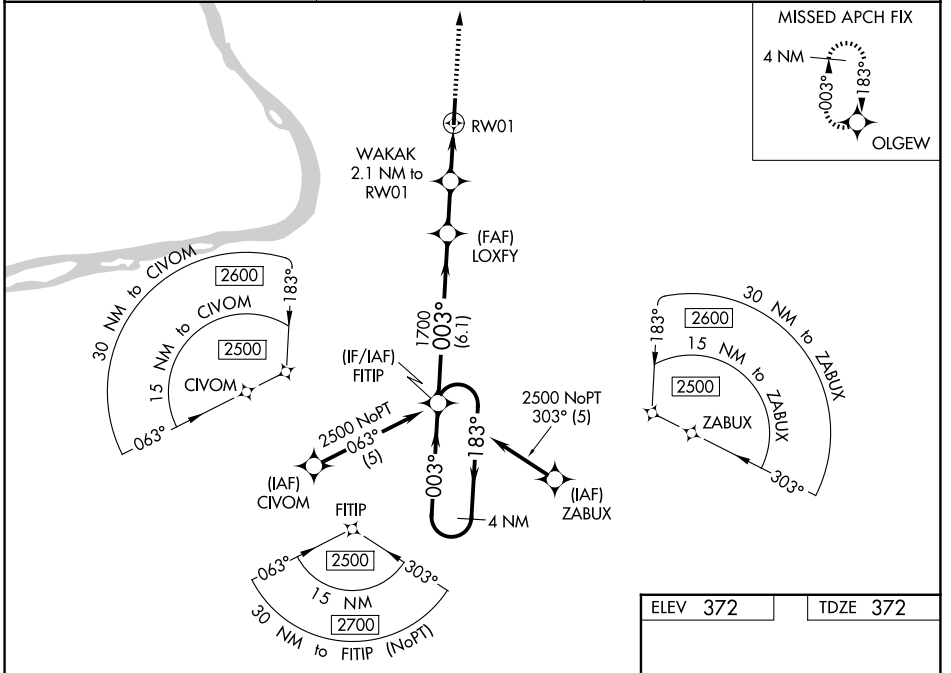 MISSED APCH FIX
4 NM
003°
183°
OLGEW
RW01
WAKAK
2.1 NM to
RW01
(FAF)
LOXFY
1700
003°
(6.1)
(IF/IAF)
FITIP
30 NM to CIVOM
2600
183°
15 NM to CIVOM
2500
CIVOM
063°
183°
2600
30 NM to ZABUX
15 NM to ZABUX
2500
ZABUX
303°
2500 NoPT
063°
(5)
(IAF)
CIVOM
2500 NoPT
303° (5)
(IAF)
ZABUX
003°
183°
4 NM
FITIP
063°
303°
2500
15 NM
2700
30 NM to FITIP (NoPT)
ELEV 372
TDZE 372